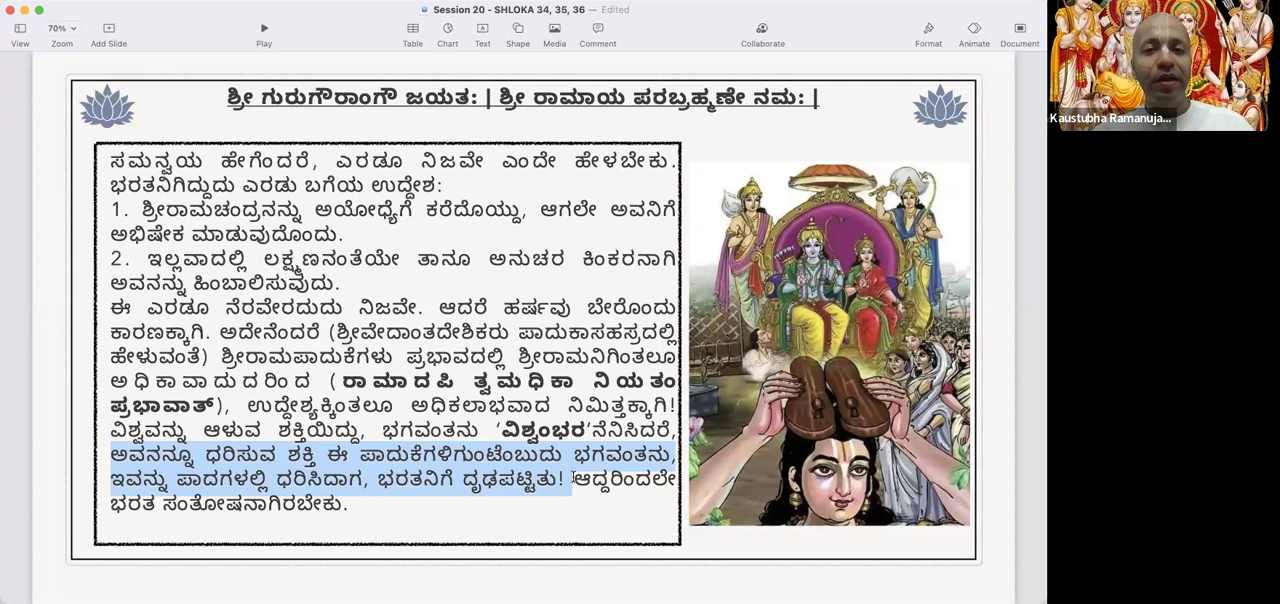 Session 20 - SHLOKA 34, 35, 36 — Edited
View
70%
Zoom
Add Slide
Play
Table
Chart
Text
Shape
Media
Comment
Collaborate
Format
Animate
Document
ಶ್ರೀ ಗುರುಗೌರಾಂಗೌ ಜಯತ: | ಶ್ರೀ ರಾಮಾಯ ಪರಬ್ರಹ್ಮಣೇ ನಮ: |
ಸಮನ್ವಯ ಹೇಗೆಂದರೆ, ಎರಡೂ ನಿಜವೇ ಎಂದೇ ಹೇಳಬೇಕು.
ಭರತನಿಗಿದ್ದುದು ಎರಡು ಬಗೆಯ ಉದ್ದೇಶ:
1. ಶ್ರೀರಾಮಚಂದ್ರನನ್ನು ಅಯೋಧ್ಯೆಗೆ ಕರೆದೊಯ್ದು, ಆಗಲೇ ಅವನಿಗೆ
ಅಭಿಷೇಕ ಮಾಡುವುದೊಂದು.
2. ಇಲ್ಲವಾದಲ್ಲಿ ಲಕ್ಷ್ಮಣನಂತೆಯೇ ತಾನೂ ಅನುಚರ ಕಿಂಕರನಾಗಿ
ಅವನನ್ನು ಹಿಂಬಾಲಿಸುವುದು.
ಈ ಎರಡೂ ನೆರವೇರದುದು ನಿಜವೇ. ಆದರೆ ಹರ್ಷವು ಬೇರೊಂದು
ಕಾರಣಕ್ಕಾಗಿ. ಅದೇನೆಂದರೆ (ಶ್ರೀವೇದಾಂತದೇಶಿಕರು ಪಾದುಕಾಸಹಸ್ರದಲ್ಲಿ
ಹೇಳುವಂತೆ) ಶ್ರೀರಾಮಪಾದುಕೆಗಳು ಪ್ರಭಾವದಲ್ಲಿ ಶ್ರೀರಾಮನಿಗಿಂತಲೂ
ಅಧಿಕಾವಾದುದರಿಂದ (ರಾಮಾದಪಿ ತ್ವಮಧಿಕಾ ನಿಯತಂ
ಪ್ರಭಾವಾತ್), ಉದ್ದೇಶ್ಯಕ್ಕಿಂತಲೂ ಅಧಿಕಲಾಭವಾದ ನಿಮಿತ್ತಕ್ಕಾಗಿ!
ವಿಶ್ವವನ್ನು ಆಳುವ ಶಕ್ತಿಯಿದ್ದು, ಭಗವಂತನು ‘ವಿಶ್ವಂಭರ’ನೆನಿಸಿದರೆ,
ಅವನನ್ನೂ ಧರಿಸುವ ಶಕ್ತಿ ಈ ಪಾದುಕೆಗಳಿಗುಂಟೆಂಬುದು ಭಗವಂತನು,
ಇವನ್ನು ಪಾದಗಳಲ್ಲಿ ಧರಿಸಿದಾಗ, ಭರತನಿಗೆ ದೃಢಪಟ್ಟಿತು! ಆದ್ದರಿಂದಲೇ
ಭರತ ಸಂತೋಷನಾಗಿರಬೇಕು.
Kaustubha Ramanuja...